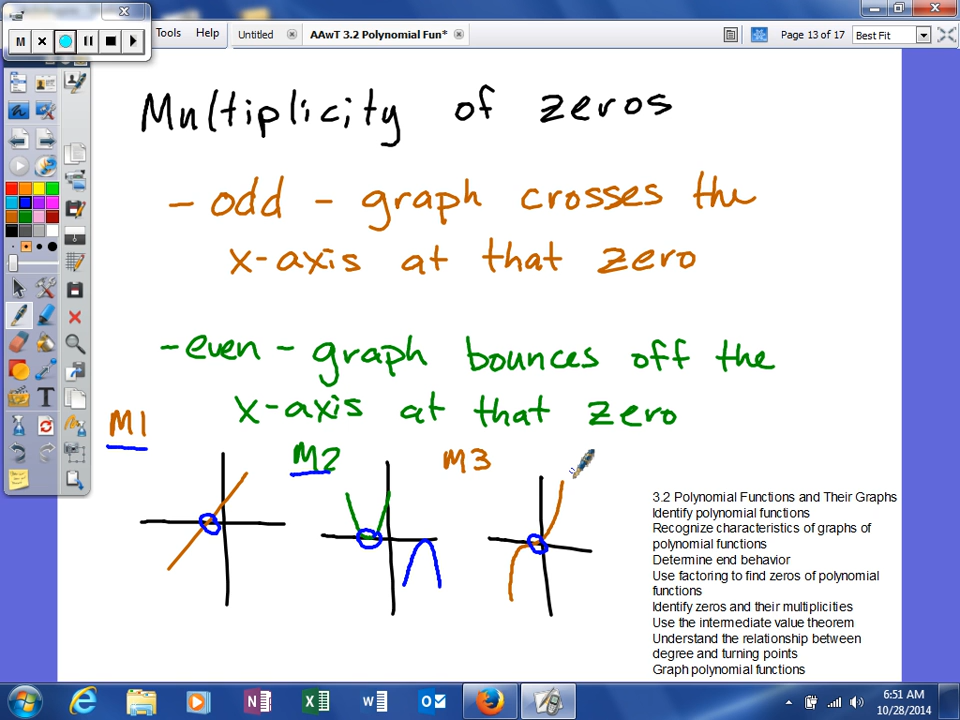 M
Tools Help Untitled AAwT 3.2 Polynomial Fun* Page 13 of 17 Best Fit
Multiplicity of zeros
- odd - graph crosses the
x-axis at that zero
- even - graph bounces off the
x-axis at that zero
M1
M2
M3
3.2 Polynomial Functions and Their Graphs
Identify polynomial functions
Recognize characteristics of graphs of
polynomial functions
Determine end behavior
Use factoring to find zeros of polynomial
functions
Identify zeros and their multiplicities
Use the intermediate value theorem
Understand the relationship between
degree and turning points
Graph polynomial functions
6:51 AM
10/28/2014